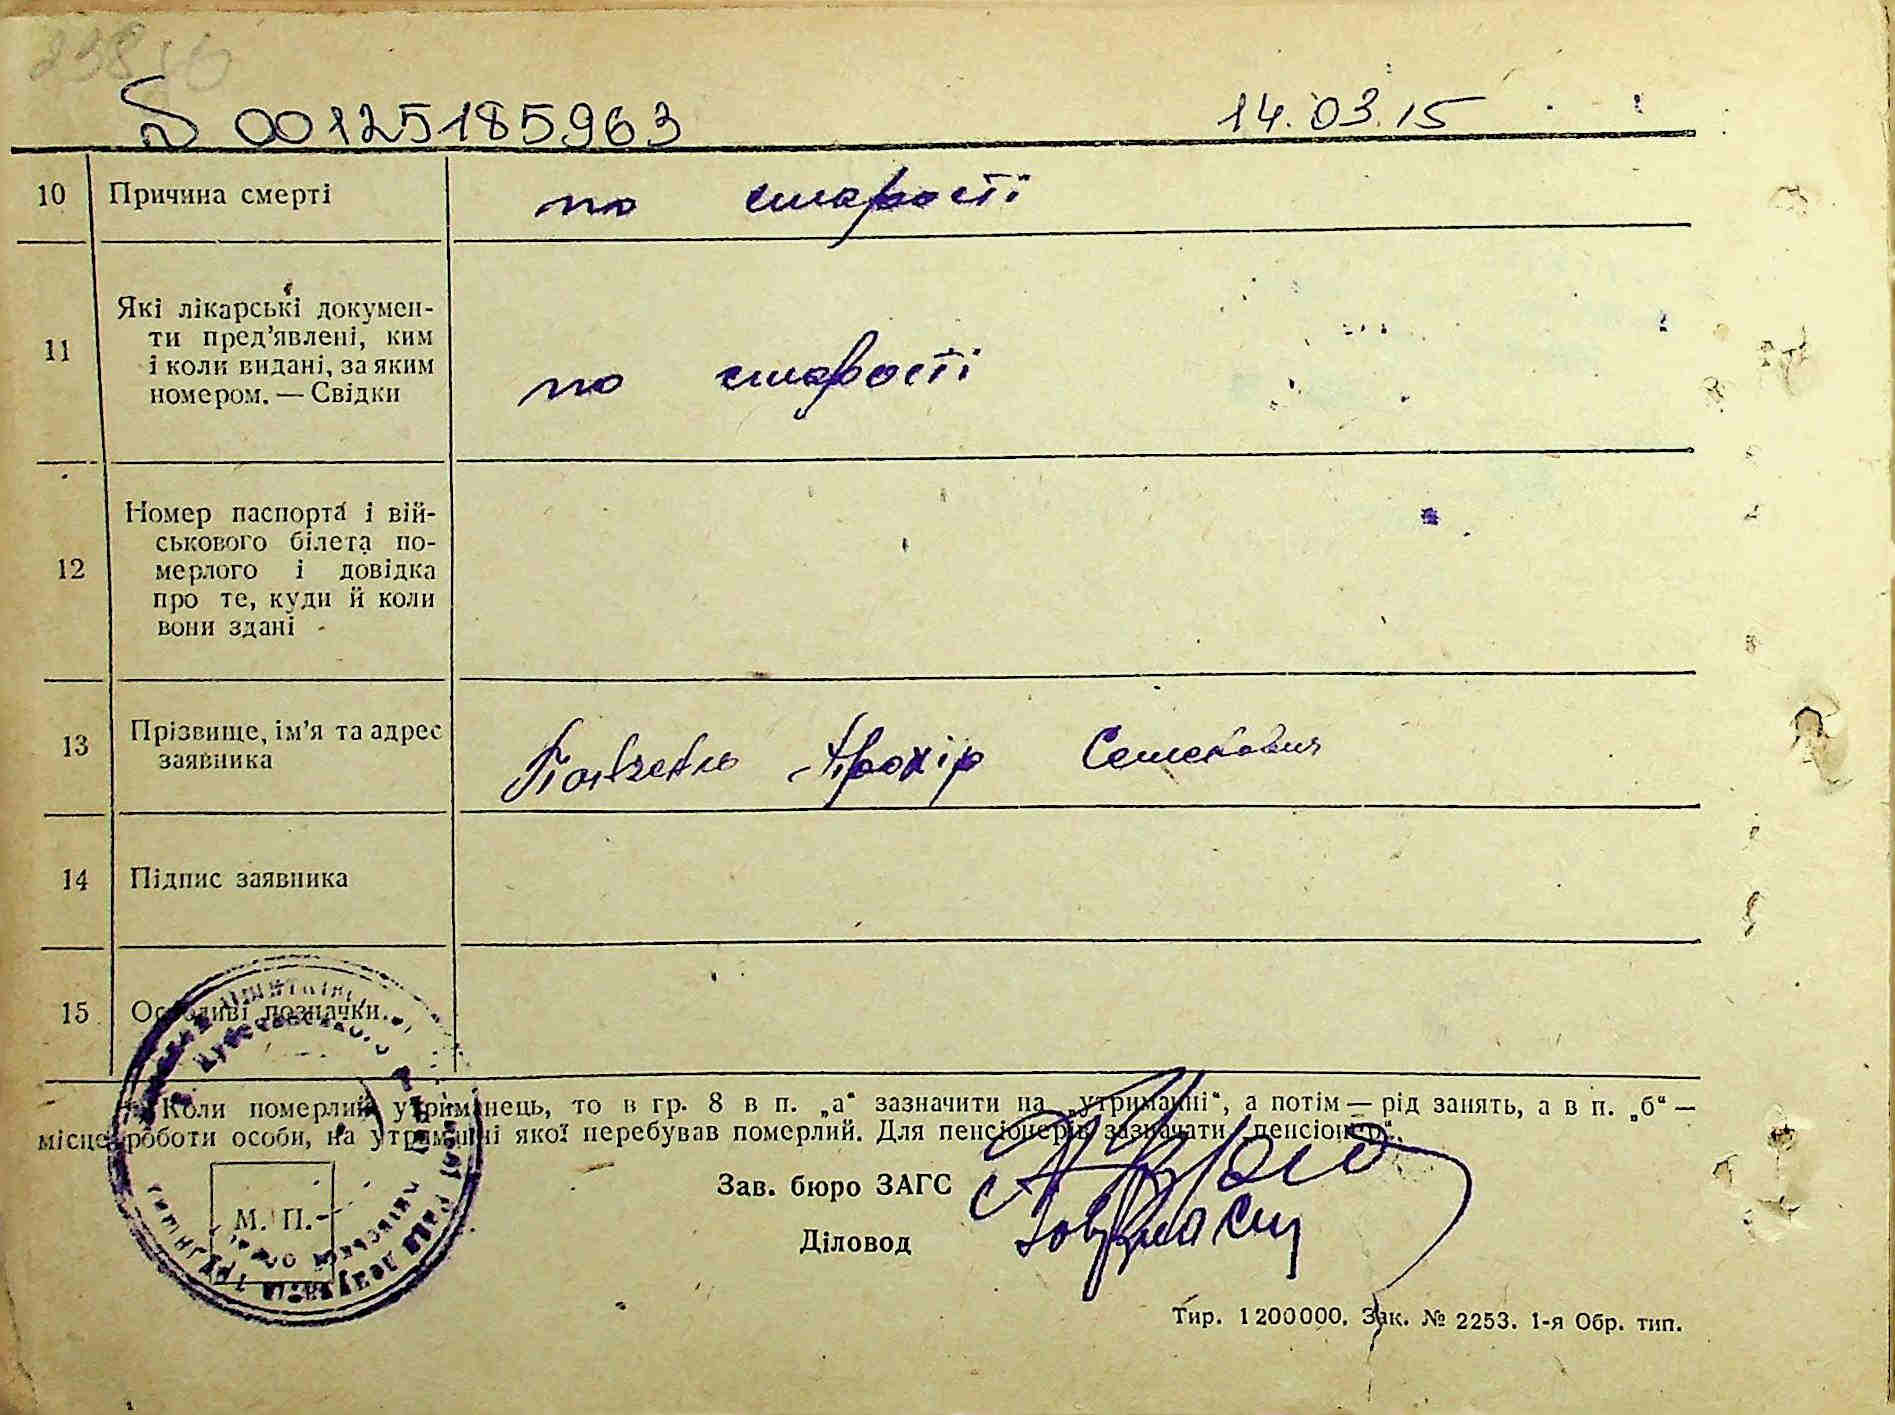 00125185963 14.03.15
10 Причина смерті по старості
11 Які лікарські докумен-
ти пред'явлені, ким
і коли видані, за яким
номером. — Свідки по старості
12 Номер паспорта і вій-
ськового білета по-
мерлого і довідка
про те, куди й коли
вони здані
13 Прізвище, ім'я та адрес
заявника Прохір Семенович
14 Підпис заявника
15 Особливі позначки.
Коли померлий утриманець, то в гр. 8 в п. „а“ зазначити на „утриманні“, а потім — рід занять, а в п. „б“ —
місце роботи особи, на утриманні якої перебував померлий. Для пенсіонерів зазначати „пенсіонер“.
Зав. бюро ЗАГС
М. П.
Діловод
Тир. 1200000. Зак. № 2253. 1-я Обр. тип.